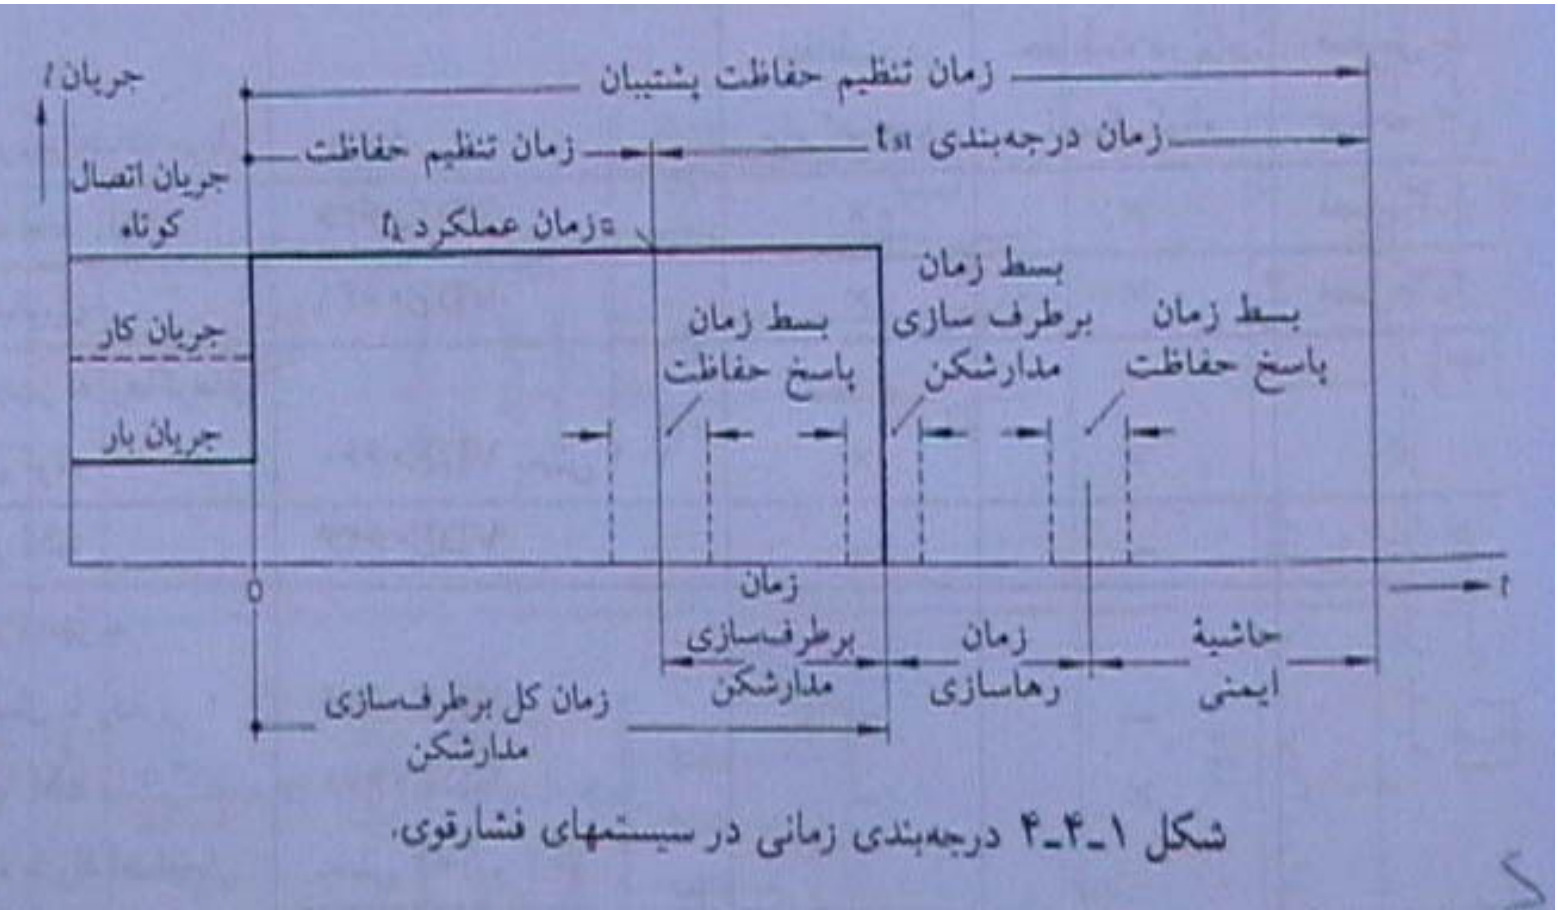 جریان I
زمان تنظیم حفاظت پشتیبان
زمان تنظیم حفاظت
زمان درجه‌بندی tst
جریان اتصال
کوتاه
=زمان عملکرد tₐ
جریان کار
جریان بار
بسط زمان
پاسخ حفاظت
بسط زمان
برطرف سازی
مدارشکن
بسط زمان
پاسخ حفاظت
0
t
زمان
برطرف‌سازی
مدارشکن
زمان
رهاسازی
حاشیهٔ
ایمنی
زمان کل برطرف‌سازی
مدارشکن
شکل ۱-۴-۴ درجه‌بندی زمانی در سیستمهای فشارقوی.